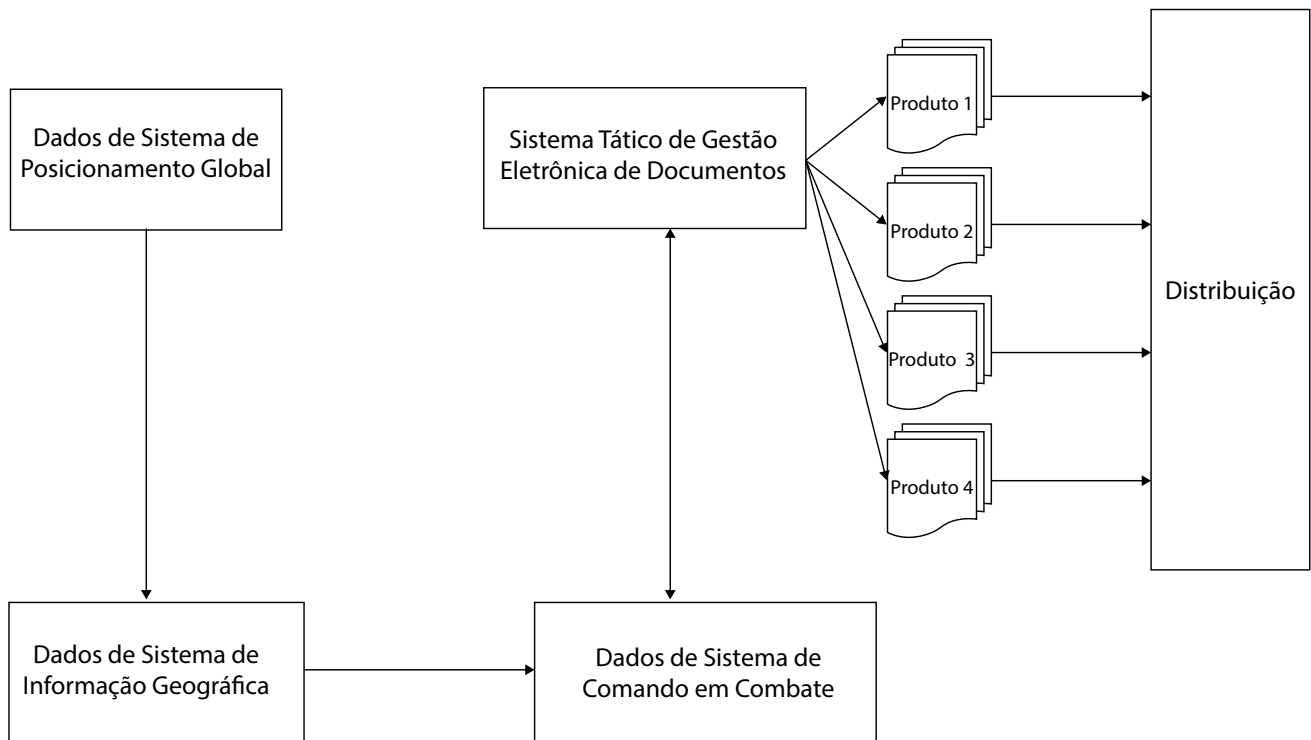 Dados de Sistema de
Posicionamento Global
Sistema Tático de Gestão
Eletrônica de Documentos
Produto 1
Produto 2
Produto 3
Produto 4
Distribuição
Dados de Sistema de
Informação Geográfica
Dados de Sistema de
Comando em Combate